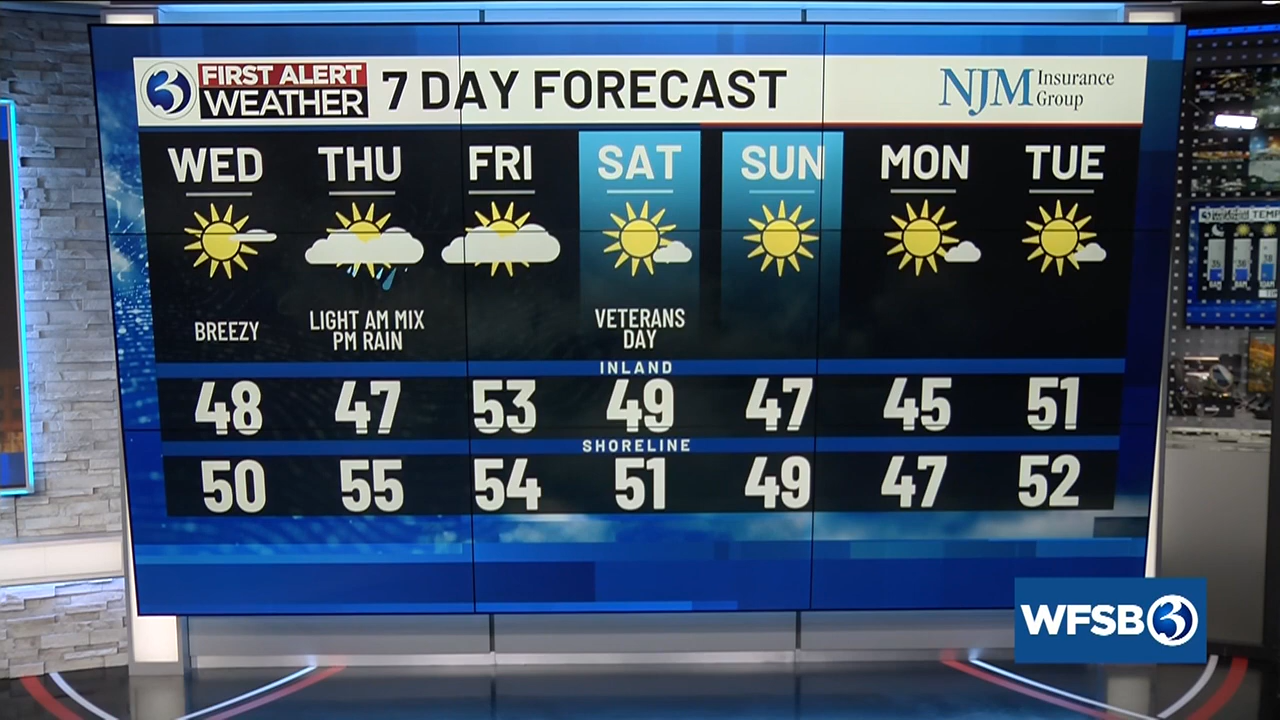 3 FIRST ALERT
WEATHER
7 DAY FORECAST
NJM Insurance
Group
WED THU FRI SAT SUN MON TUE
BREEZY
LIGHT AM MIX
PM RAIN
VETERANS
DAY
INLAND
48 47 53 49 47 45 51
SHORELINE
50 55 54 51 49 47 52
WFSB 3